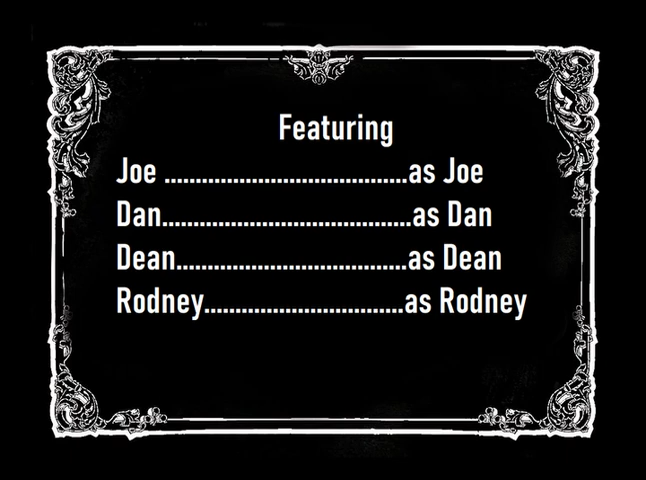 Featuring
Joe .......................................as Joe
Dan........................................as Dan
Dean.....................................as Dean
Rodney................................as Rodney